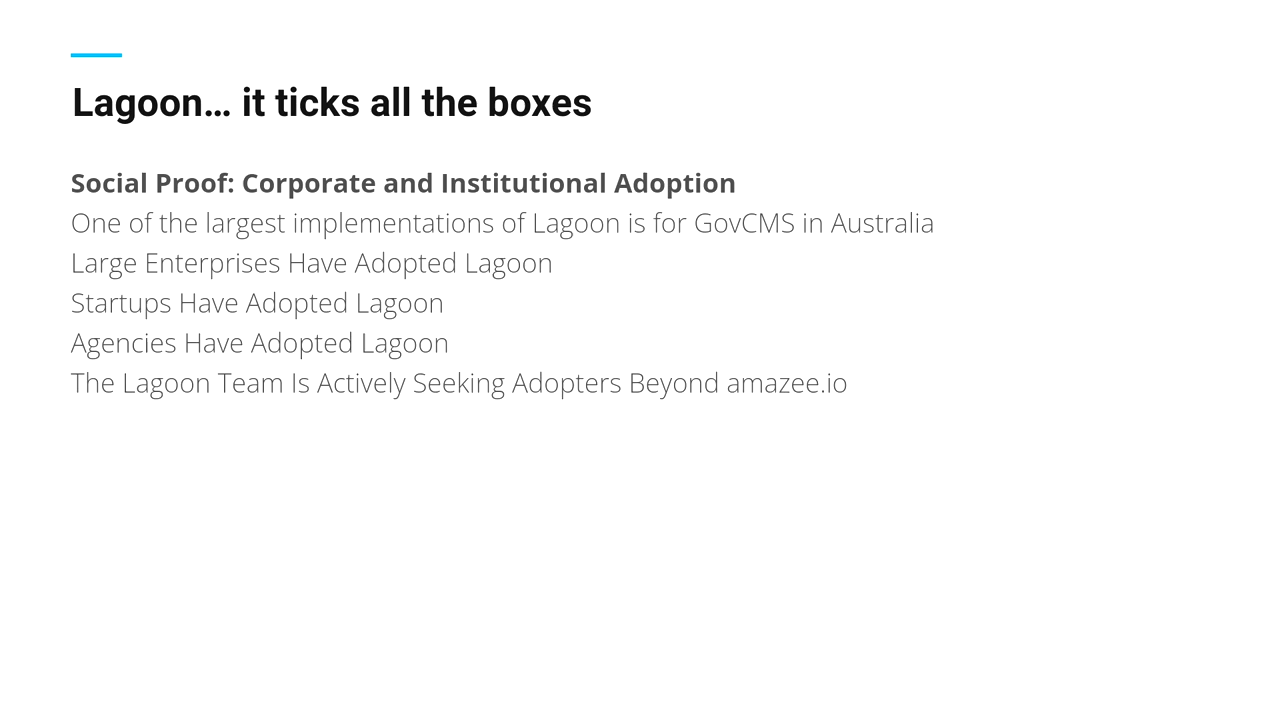 Lagoon… it ticks all the boxes
Social Proof: Corporate and Institutional Adoption
One of the largest implementations of Lagoon is for GovCMS in Australia
Large Enterprises Have Adopted Lagoon
Startups Have Adopted Lagoon
Agencies Have Adopted Lagoon
The Lagoon Team Is Actively Seeking Adopters Beyond amazee.io